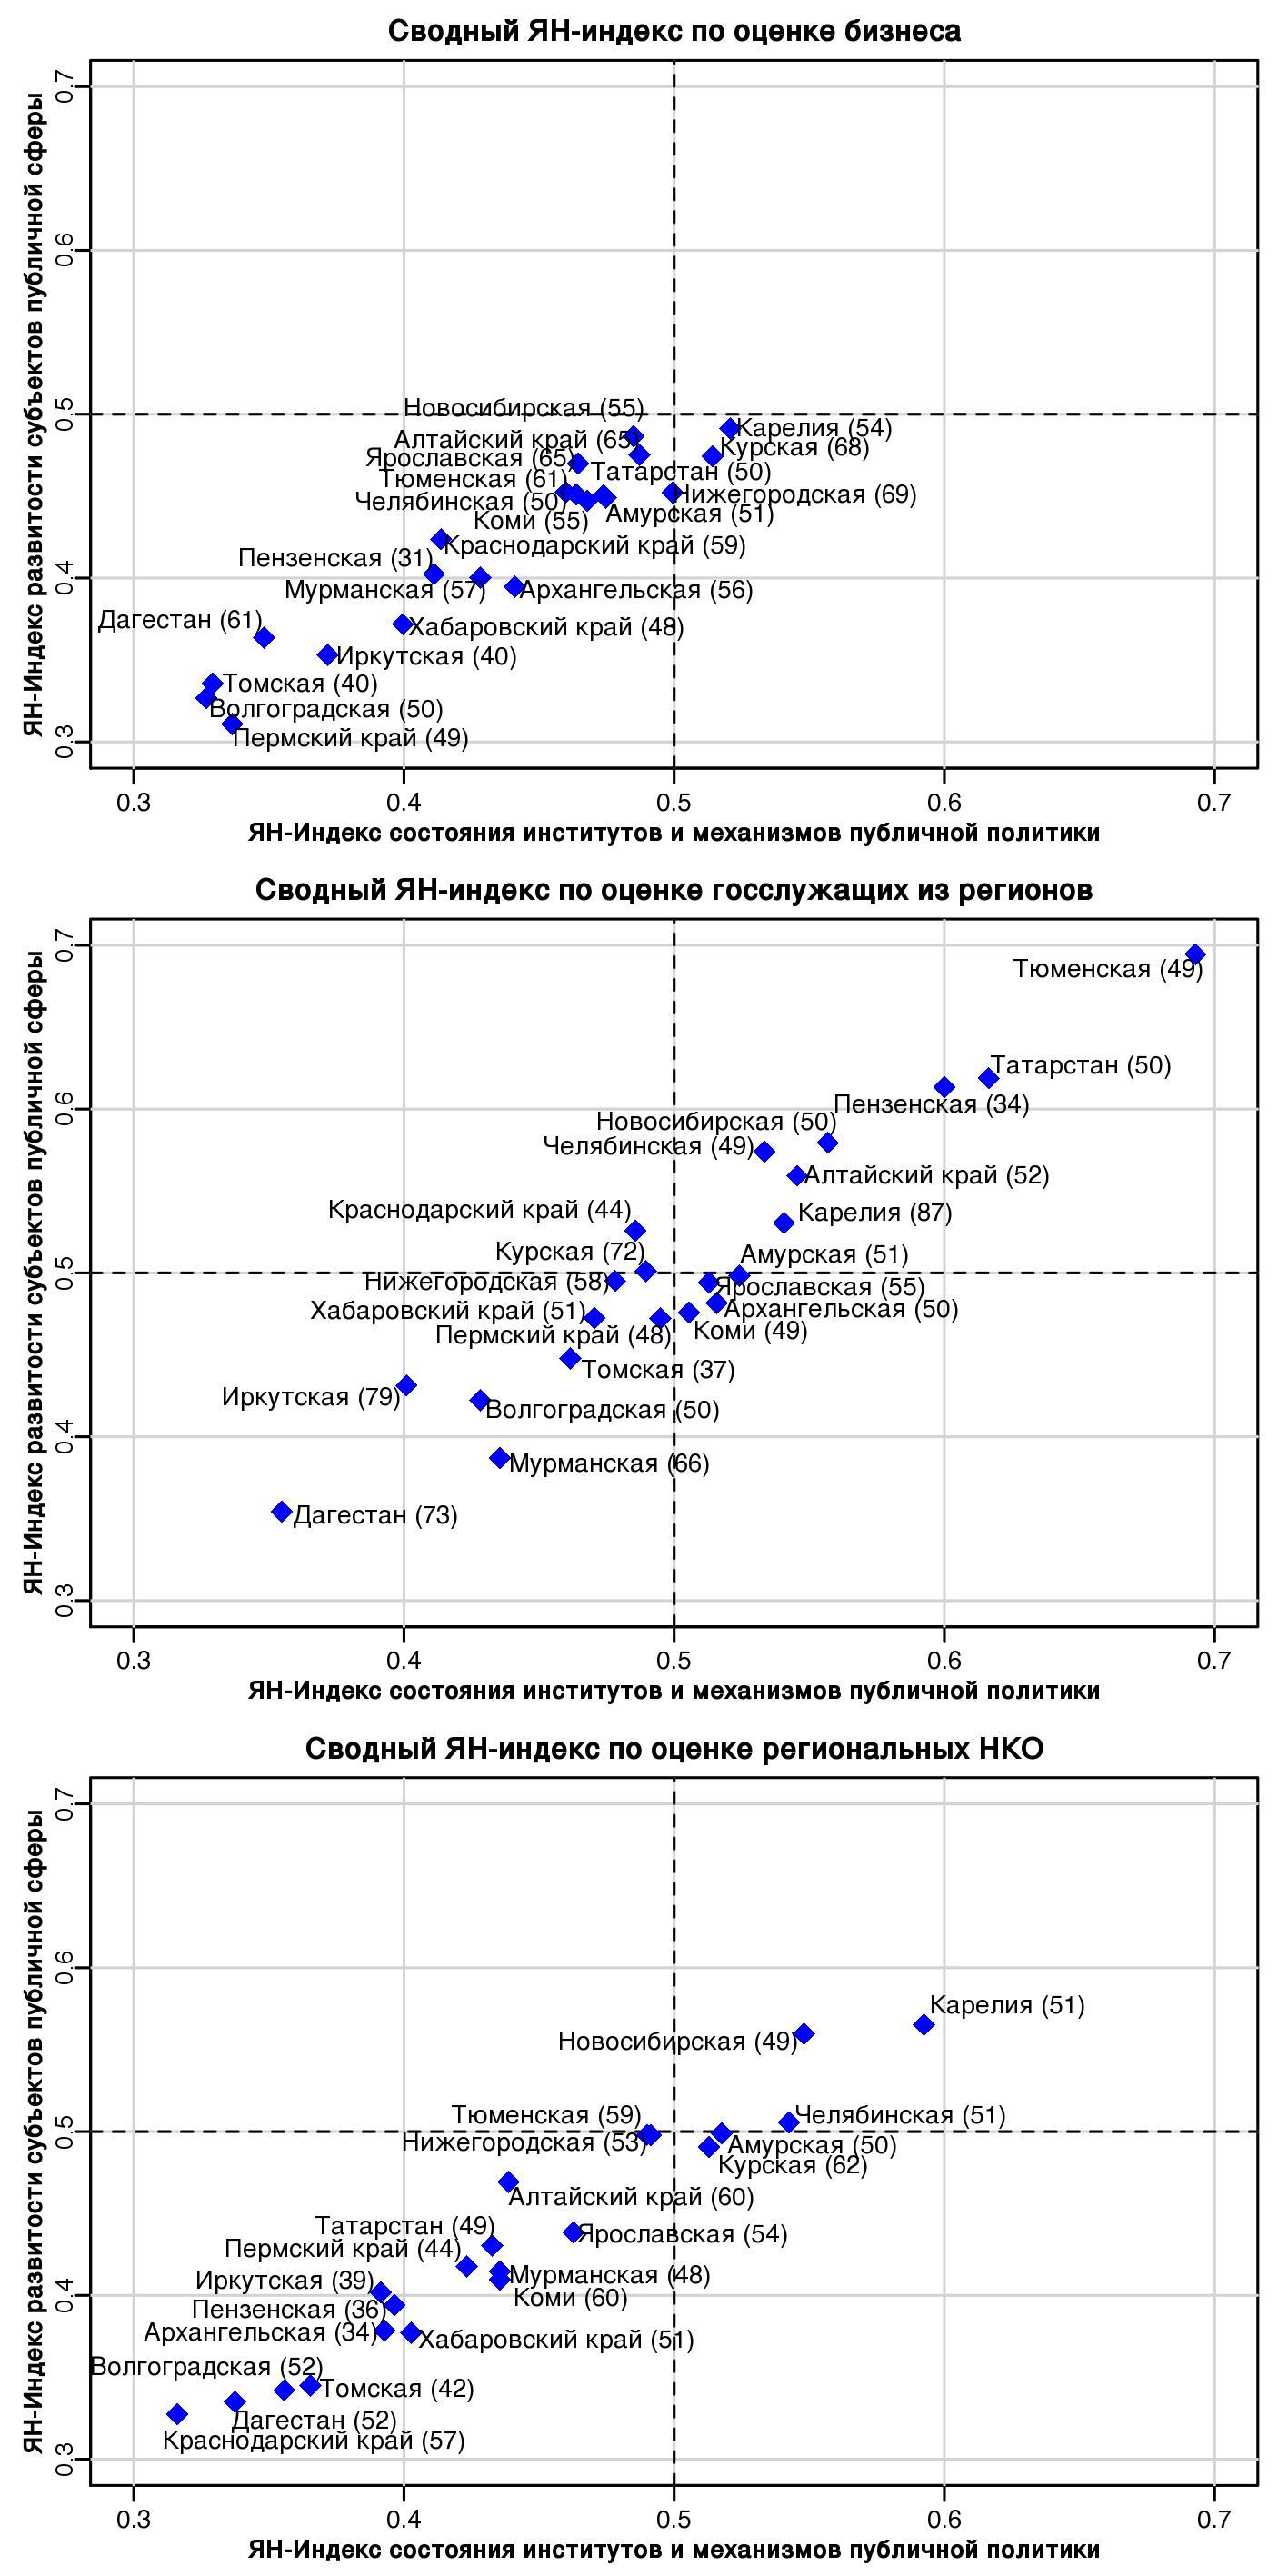 Сводный ЯН-индекс по оценке бизнеса
ЯН-Индекс развитости субъектов публичной сферы
0.7
0.6
0.5
0.4
0.3
Новосибирская (55)
Карелия (54)
Алтайский край (65)
Курская (68)
Ярославская (65)
Татарстан (50)
Тюменская (61)
Нижегородская (69)
Челябинская (50)
Амурская (51)
Коми (55)
Краснодарский край (59)
Пензенская (31)
Мурманская (57)
Архангельская (56)
Дагестан (61)
Хабаровский край (48)
Иркутская (40)
Томская (40)
Волгоградская (50)
Пермский край (49)
0.3 0.4 0.5 0.6 0.7
ЯН-Индекс состояния институтов и механизмов публичной политики
Сводный ЯН-индекс по оценке госслужащих из регионов
ЯН-Индекс развитости субъектов публичной сферы
0.7
0.6
0.5
0.4
0.3
Тюменская (49)
Татарстан (50)
Пензенская (34)
Новосибирская (50)
Челябинская (49)
Алтайский край (52)
Краснодарский край (44)
Карелия (87)
Курская (72)
Амурская (51)
Нижегородская (58)
Ярославская (55)
Хабаровский край (51)
Архангельская (50)
Пермский край (48)
Коми (49)
Томская (37)
Иркутская (79)
Волгоградская (50)
Мурманская (66)
Дагестан (73)
0.3 0.4 0.5 0.6 0.7
ЯН-Индекс состояния институтов и механизмов публичной политики
Сводный ЯН-индекс по оценке региональных НКО
ЯН-Индекс развитости субъектов публичной сферы
0.7
0.6
0.5
0.4
0.3
Карелия (51)
Новосибирская (49)
Тюменская (59)
Челябинская (51)
Нижегородская (53)
Амурская (50)
Курская (62)
Алтайский край (60)
Татарстан (49)
Ярославская (54)
Пермский край (44)
Мурманская (48)
Иркутская (39)
Коми (60)
Пензенская (36)
Архангельская (34)
Хабаровский край (51)
Волгоградская (52)
Томская (42)
Дагестан (52)
Краснодарский край (57)
0.3 0.4 0.5 0.6 0.7
ЯН-Индекс состояния институтов и механизмов публичной политики